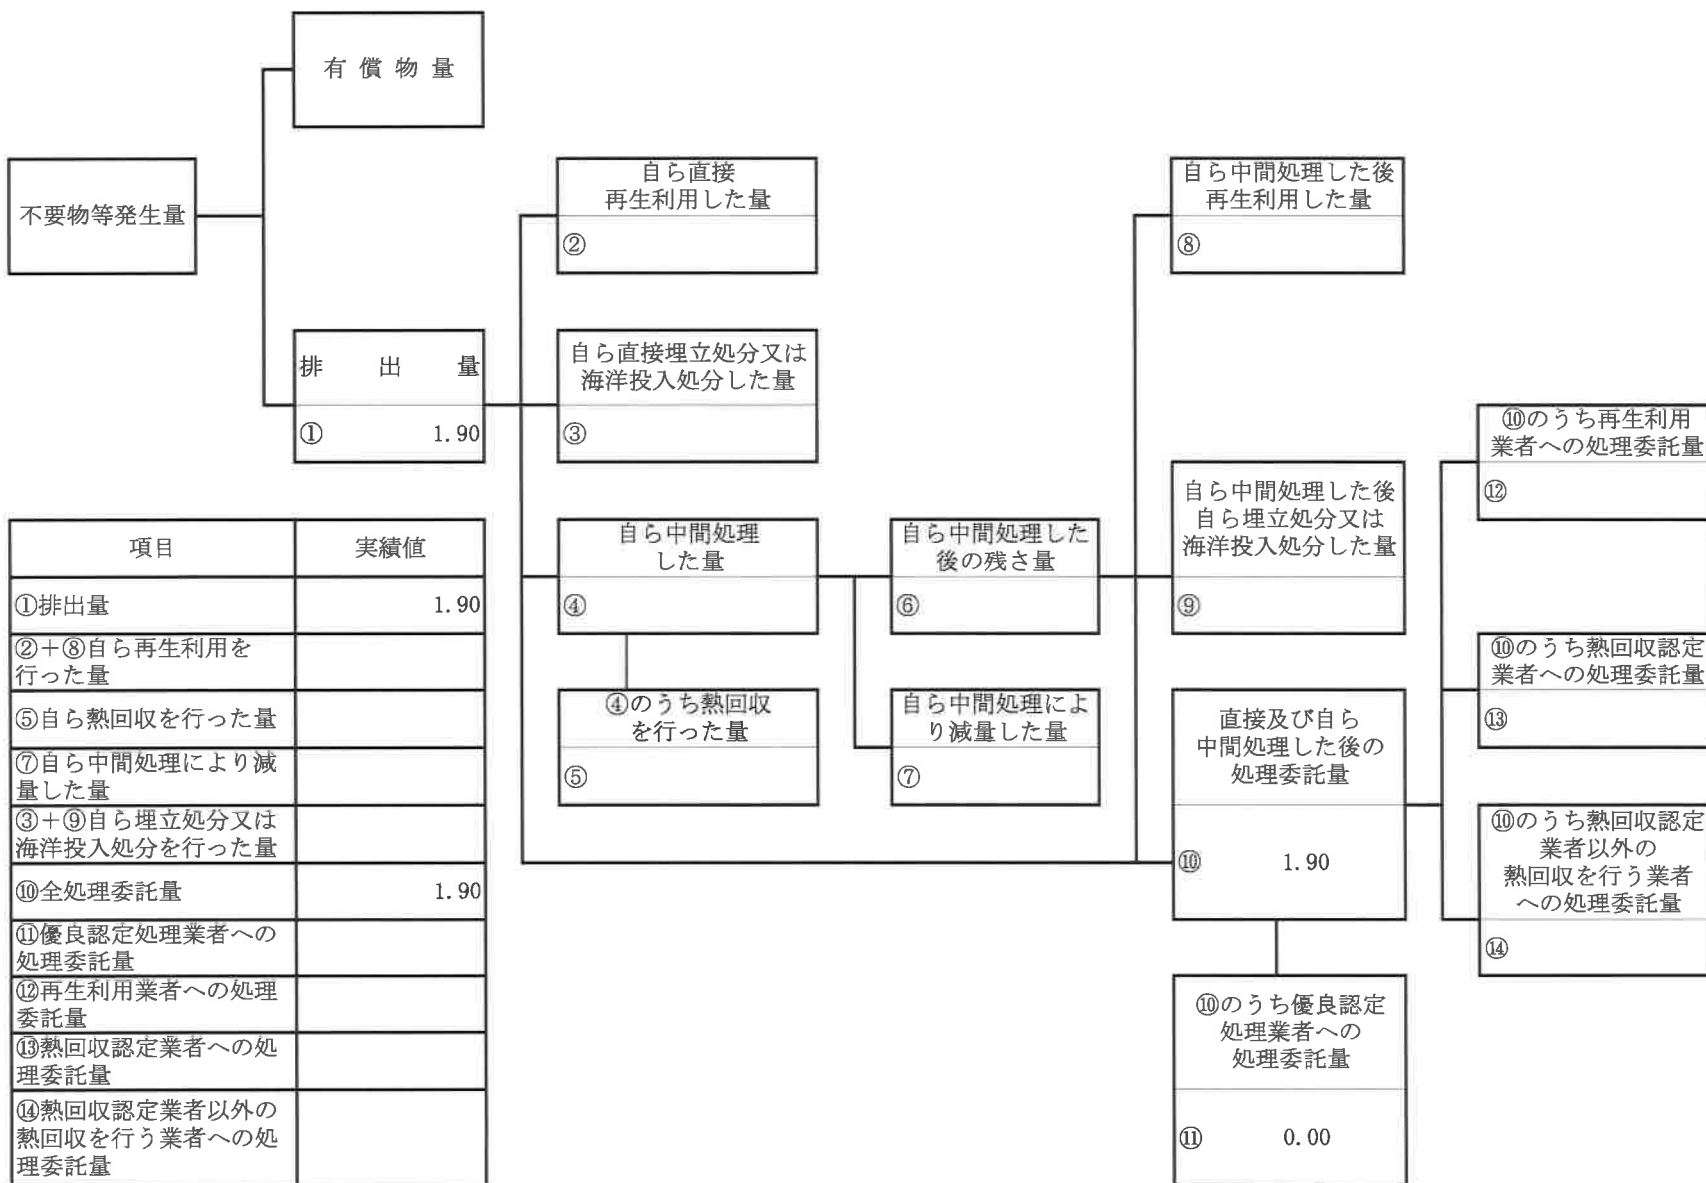 有償物量
不要物等発生量
自ら直接
再生利用した量
②
自ら中間処理した後
再生利用した量
⑧
排出量
① 1.90
自ら直接埋立処分又は
海洋投入処分した量
③
⑩のうち再生利用
業者への処理委託量
⑫
自ら中間処理
した量
④
自ら中間処理した
後の残さ量
⑥
自ら中間処理した後
自ら埋立処分又は
海洋投入処分した量
⑨
⑩のうち熱回収認定
業者への処理委託量
⑬
④のうち熱回収
を行った量
⑤
自ら中間処理によ
り減量した量
⑦
直接及び自ら
中間処理した後の
処理委託量
⑩ 1.90
⑩のうち熱回収認定
業者以外の
熱回収を行う業者
への処理委託量
⑭
⑩のうち優良認定
処理業者への
処理委託量
⑪ 0.00
項目 実績値
①排出量 1.90
②+⑧自ら再生利用を
行った量
⑤自ら熱回収を行った量
⑦自ら中間処理により減
量した量
③+⑨自ら埋立処分又は
海洋投入処分を行った量
⑩全処理委託量 1.90
⑪優良認定処理業者への
処理委託量
⑫再生利用業者への処理
委託量
⑬熱回収認定業者への処
理委託量
⑭熱回収認定業者以外の
熱回収を行う業者への処
理委託量